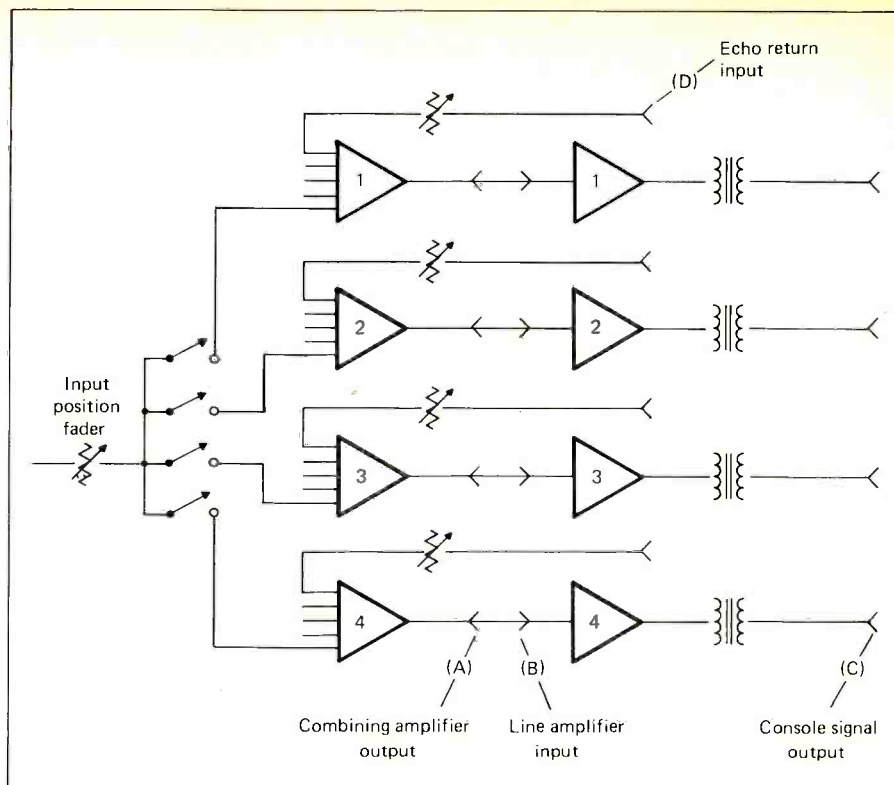 Echo return
input
(D)
1
1
2
2
Input
position
fader
3
3
4
4
(A)
(B)
(C)
Combining amplifier
output
Line amplifier
input
Console signal
output